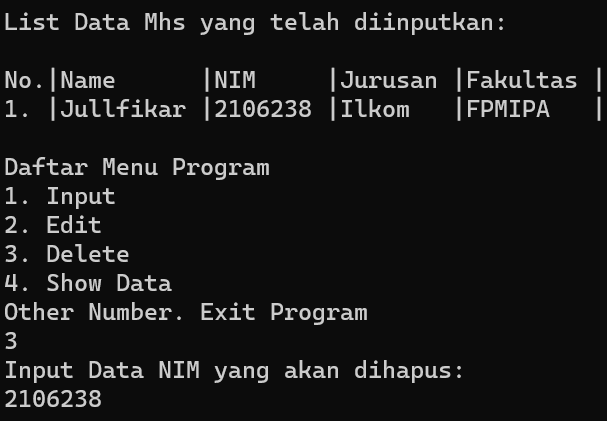 List Data Mhs yang telah diinputkan:
No.|Name      |NIM     |Jurusan |Fakultas |
1. |Jullfikar |2106238 |Ilkom   |FPMIPA   |
Daftar Menu Program
1. Input
2. Edit
3. Delete
4. Show Data
Other Number. Exit Program
3
Input Data NIM yang akan dihapus:
2106238